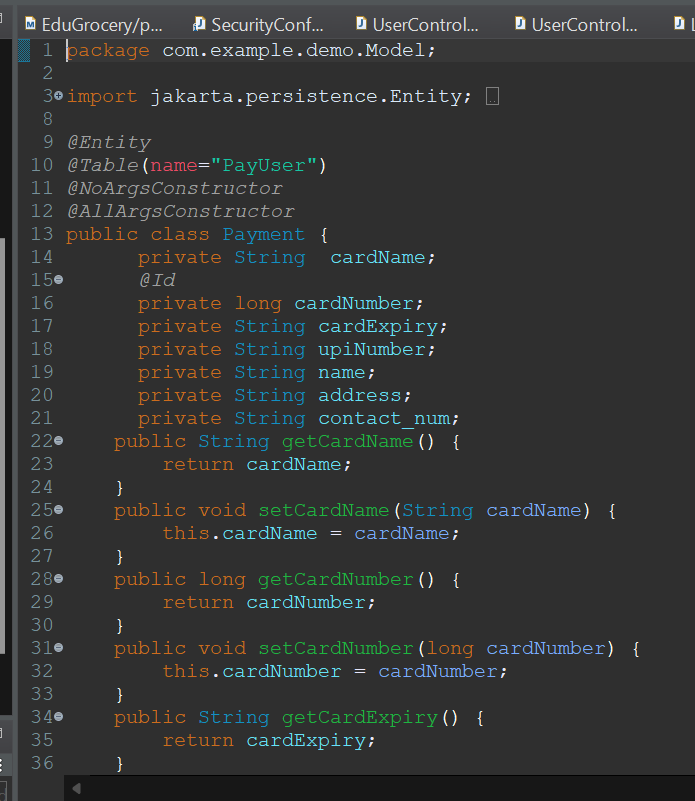 EduGrocery/p... SecurityConf... UserControl... UserControl...
1 package com.example.demo.Model;
2
3 import jakarta.persistence.Entity;
8
9 @Entity
10 @Table(name="PayUser")
11 @NoArgsConstructor
12 @AllArgsConstructor
13 public class Payment {
14 private String  cardName;
15 @Id
16 private long cardNumber;
17 private String cardExpiry;
18 private String upiNumber;
19 private String name;
20 private String address;
21 private String contact_num;
22 public String getCardName() {
23 return cardName;
24 }
25 public void setCardName(String cardName) {
26 this.cardName = cardName;
27 }
28 public long getCardNumber() {
29 return cardNumber;
30 }
31 public void setCardNumber(long cardNumber) {
32 this.cardNumber = cardNumber;
33 }
34 public String getCardExpiry() {
35 return cardExpiry;
36 }